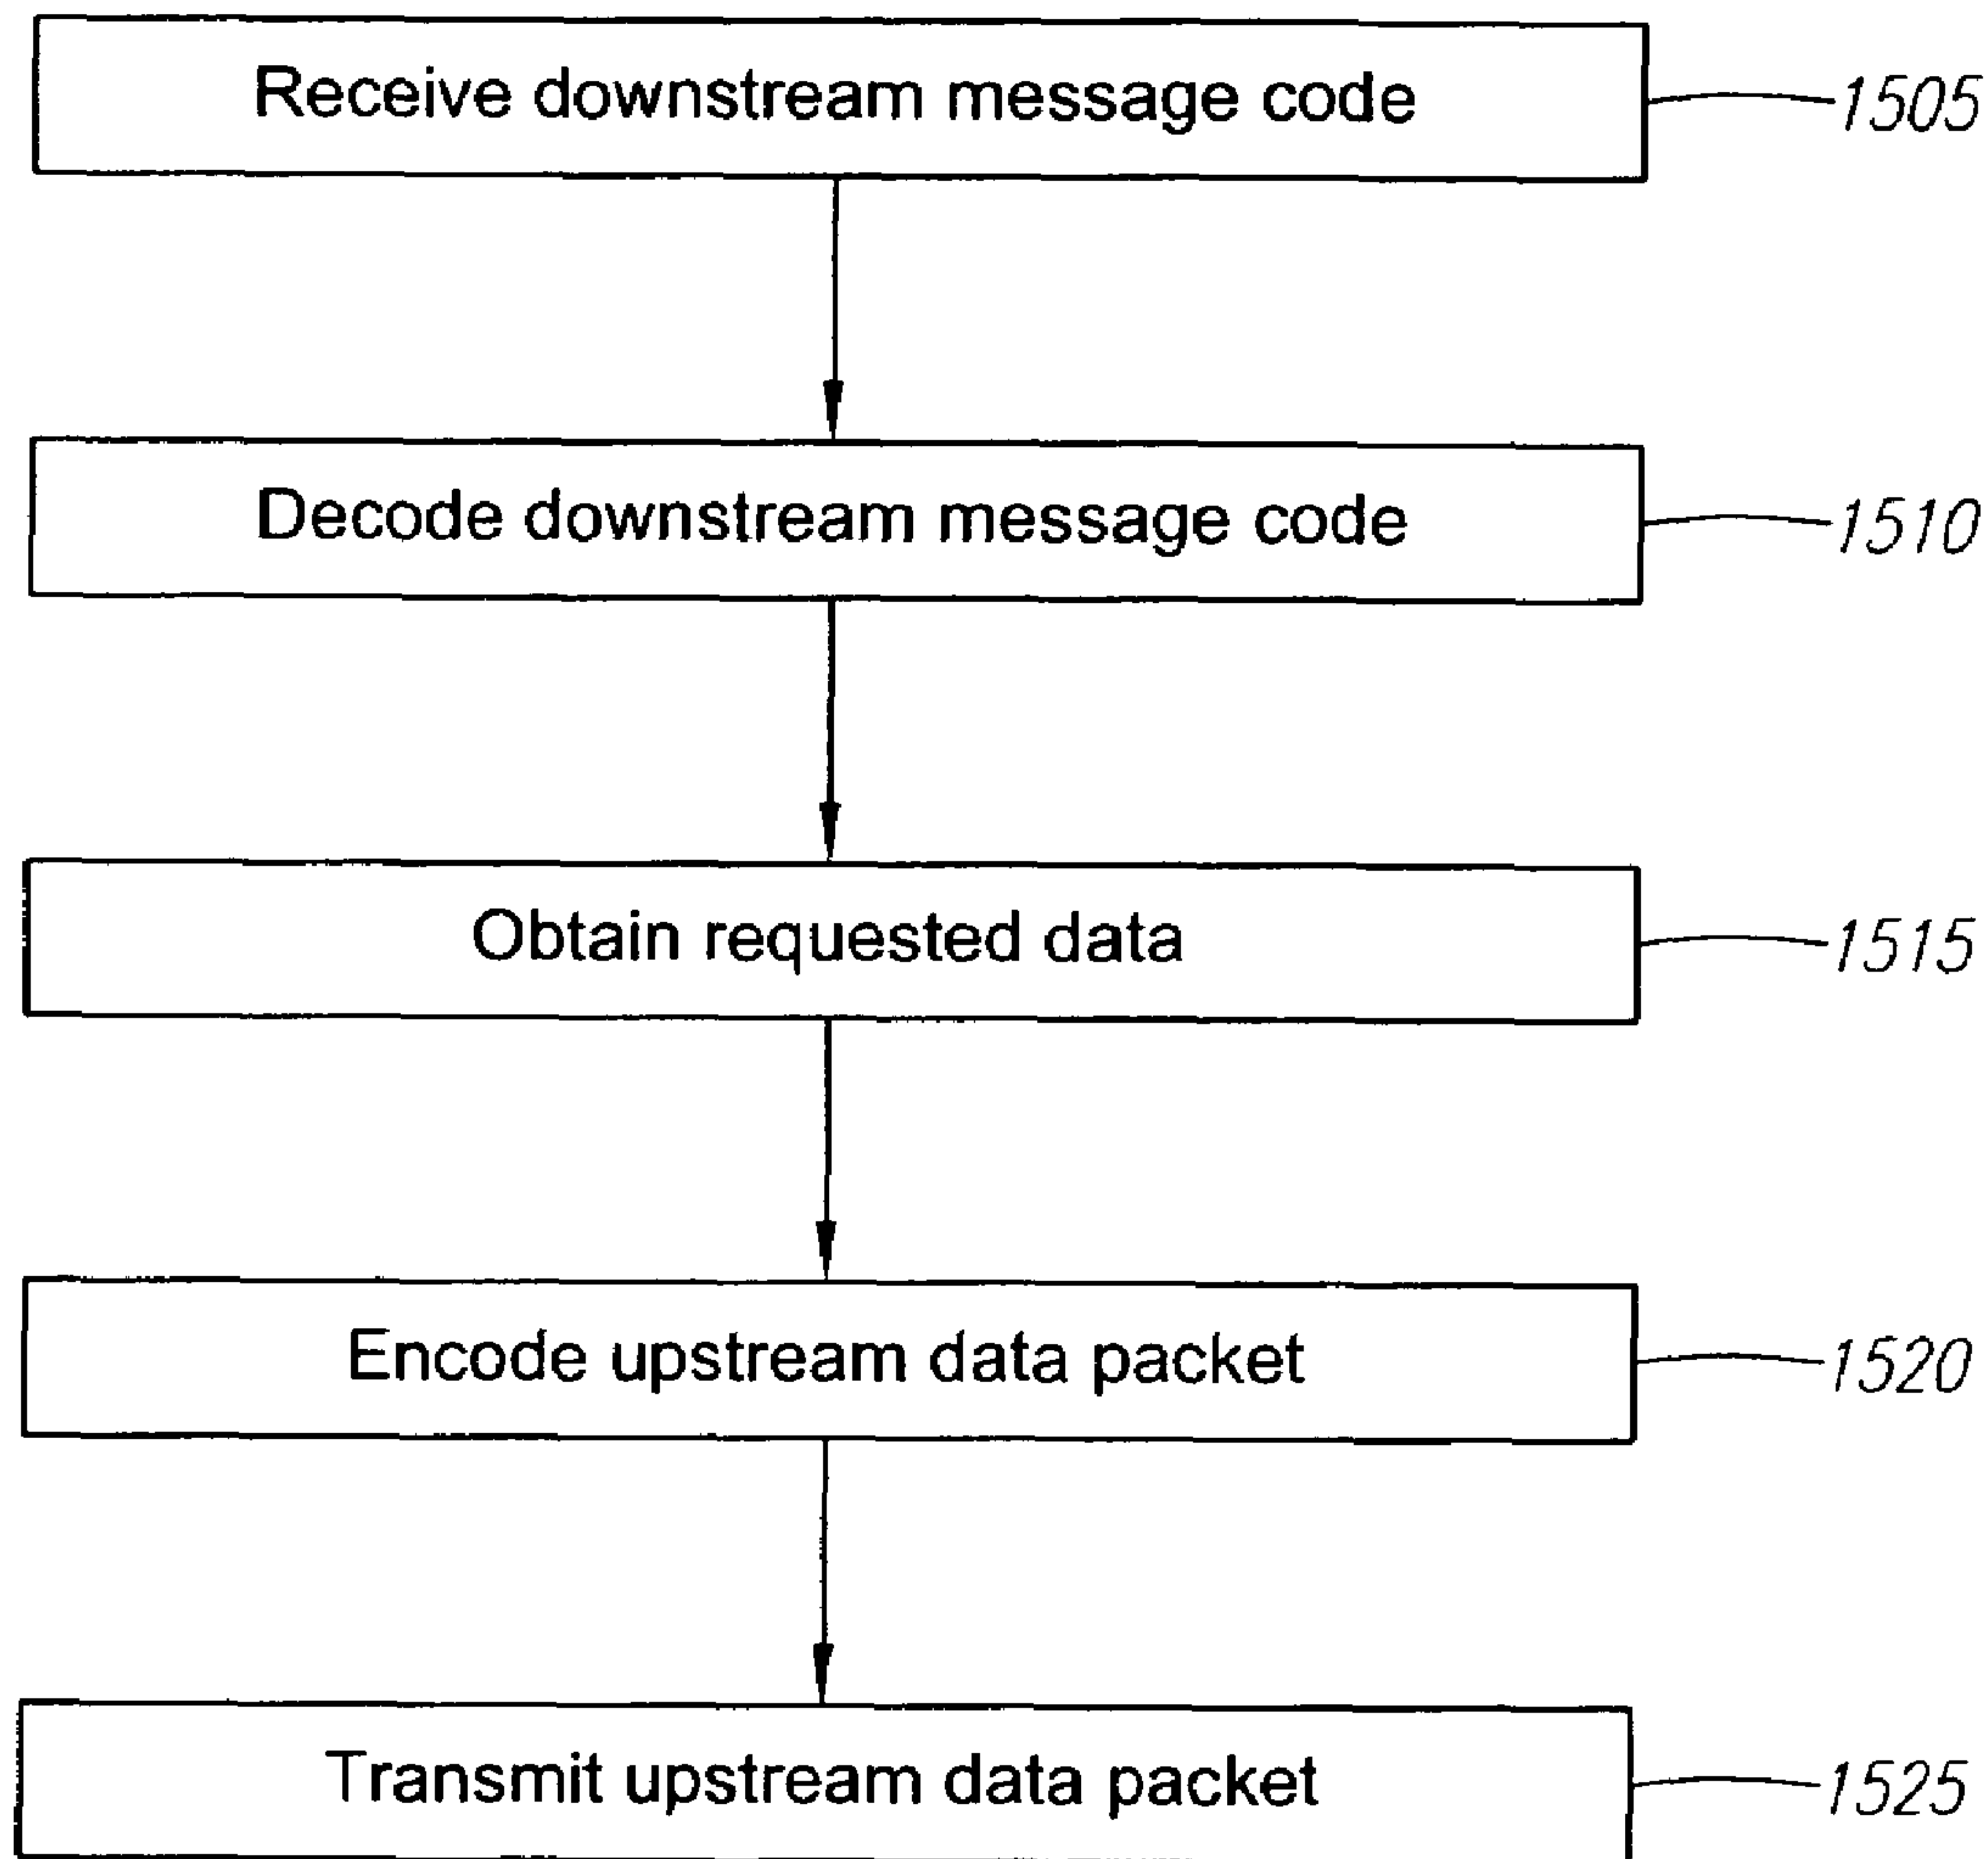 Receive downstream message code
1505
Decode downstream message code
1510
Obtain requested data
1515
Encode upstream data packet
1520
Transmit upstream data packet
1525